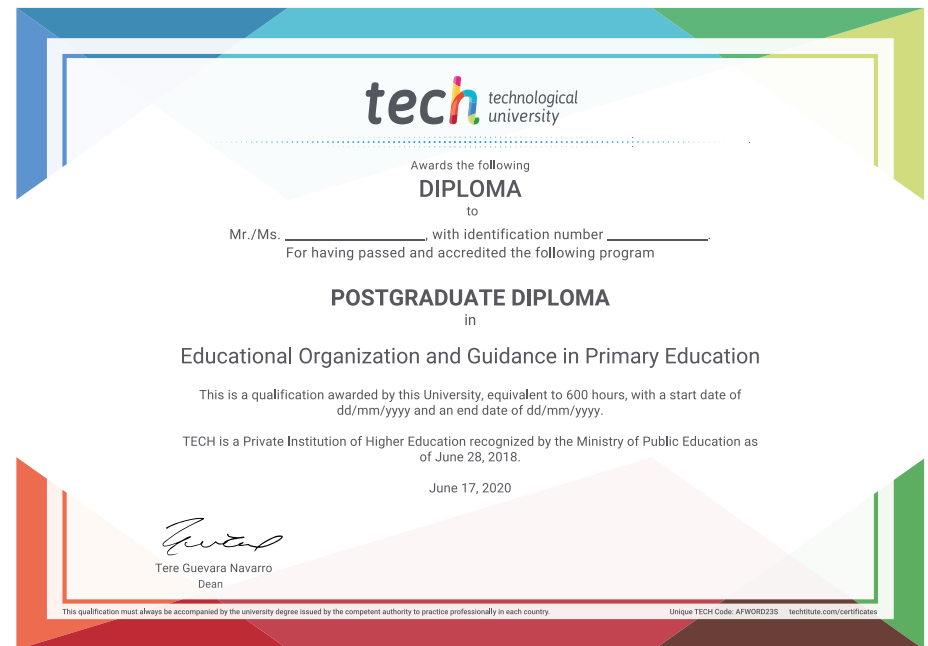 tech technological
university
Awards the following
DIPLOMA
to
Mr./Ms. ____________________, with identification number ______________.
For having passed and accredited the following program
POSTGRADUATE DIPLOMA
in
Educational Organization and Guidance in Primary Education
This is a qualification awarded by this University, equivalent to 600 hours, with a start date of
dd/mm/yyyy and an end date of dd/mm/yyyy.
TECH is a Private Institution of Higher Education recognized by the Ministry of Public Education as
of June 28, 2018.
June 17, 2020
Tere Guevara Navarro
Dean
This qualification must always be accompanied by the university degree issued by the competent authority to practice professionally in each country.
Unique TECH Code: AFWORD23S techtitute.com/certificates